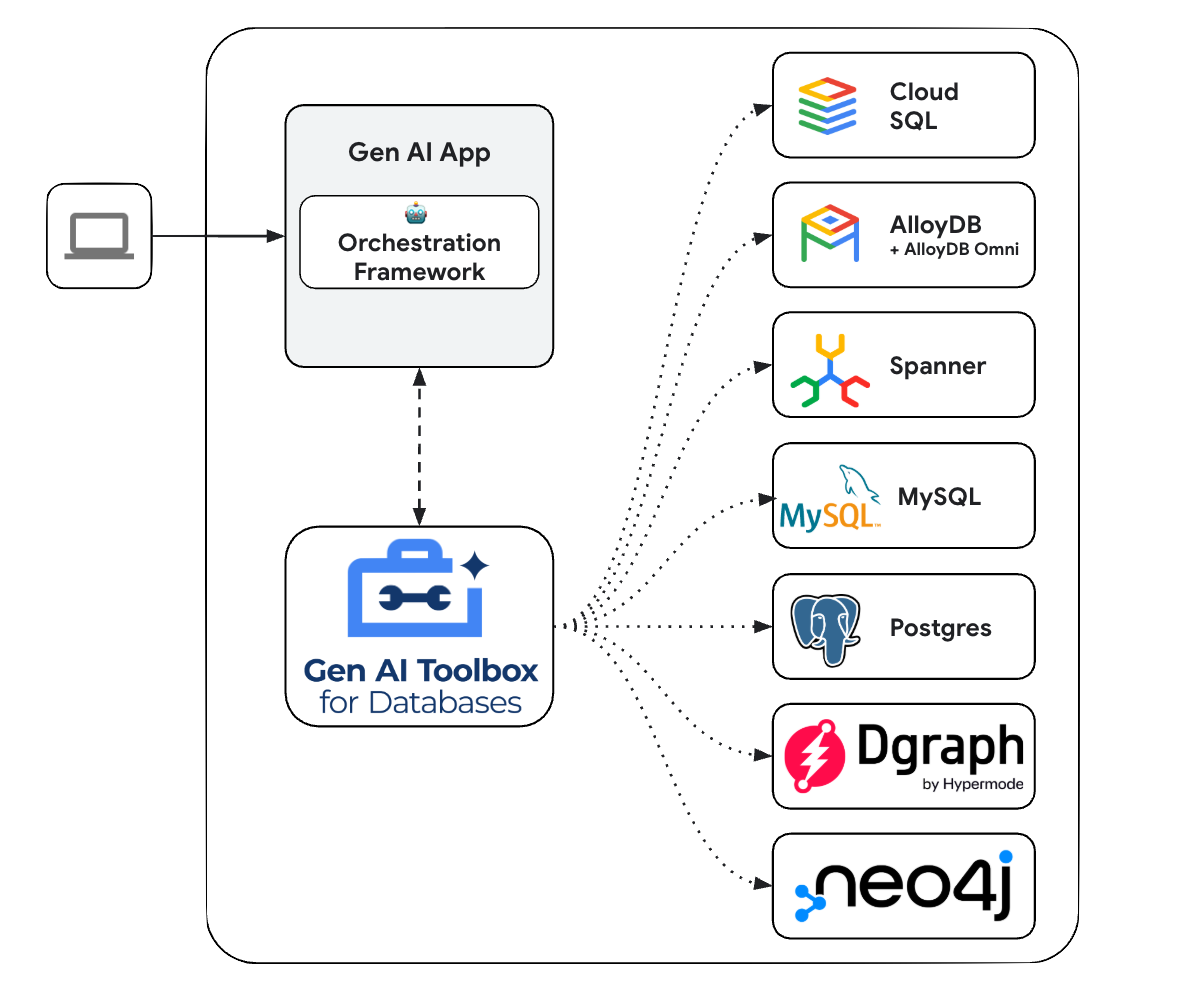 Gen AI App
Orchestration
Framework
Gen AI Toolbox
for Databases
Cloud
SQL
AlloyDB
+ AlloyDB Omni
Spanner
MySQL™
MySQL
Postgres
Dgraph
by Hypermode
neo4j